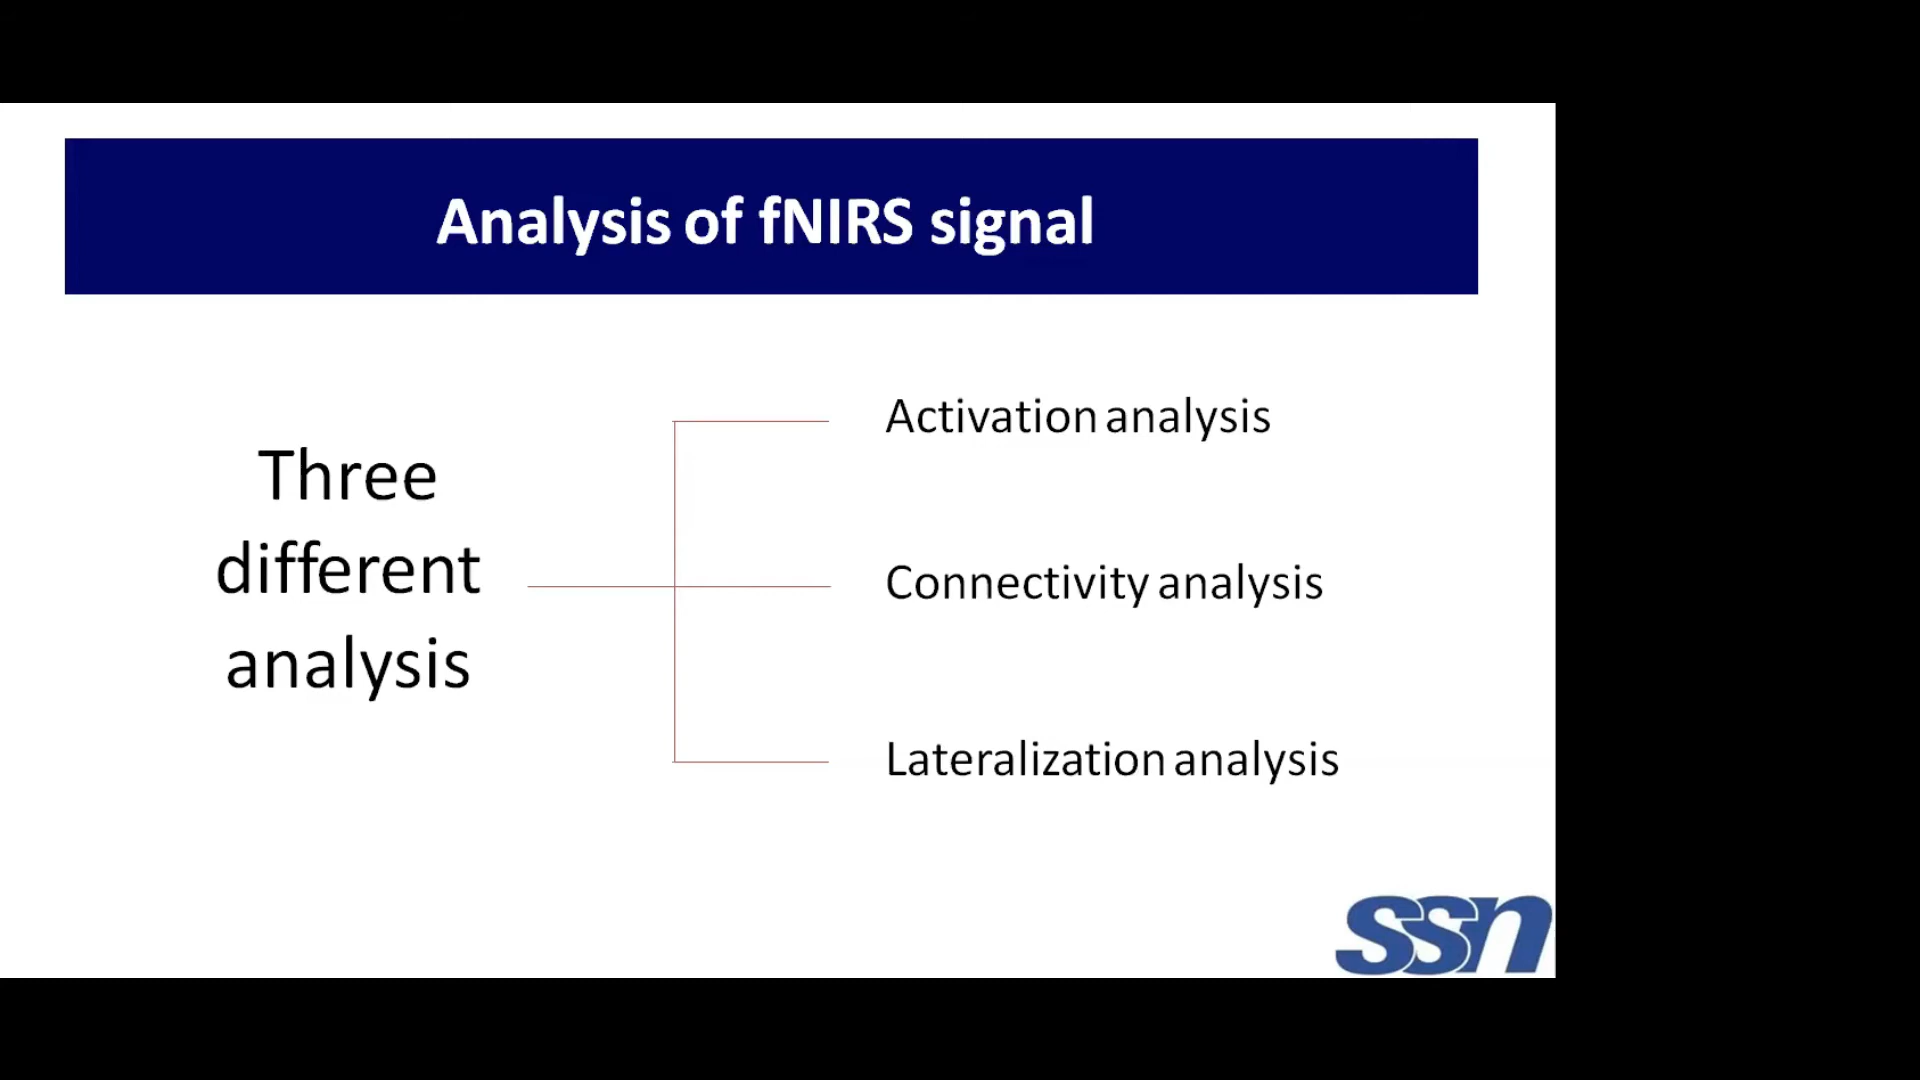 Analysis of fNIRS signal
Three
different
analysis
Activation analysis
Connectivity analysis
Lateralization analysis
ssn